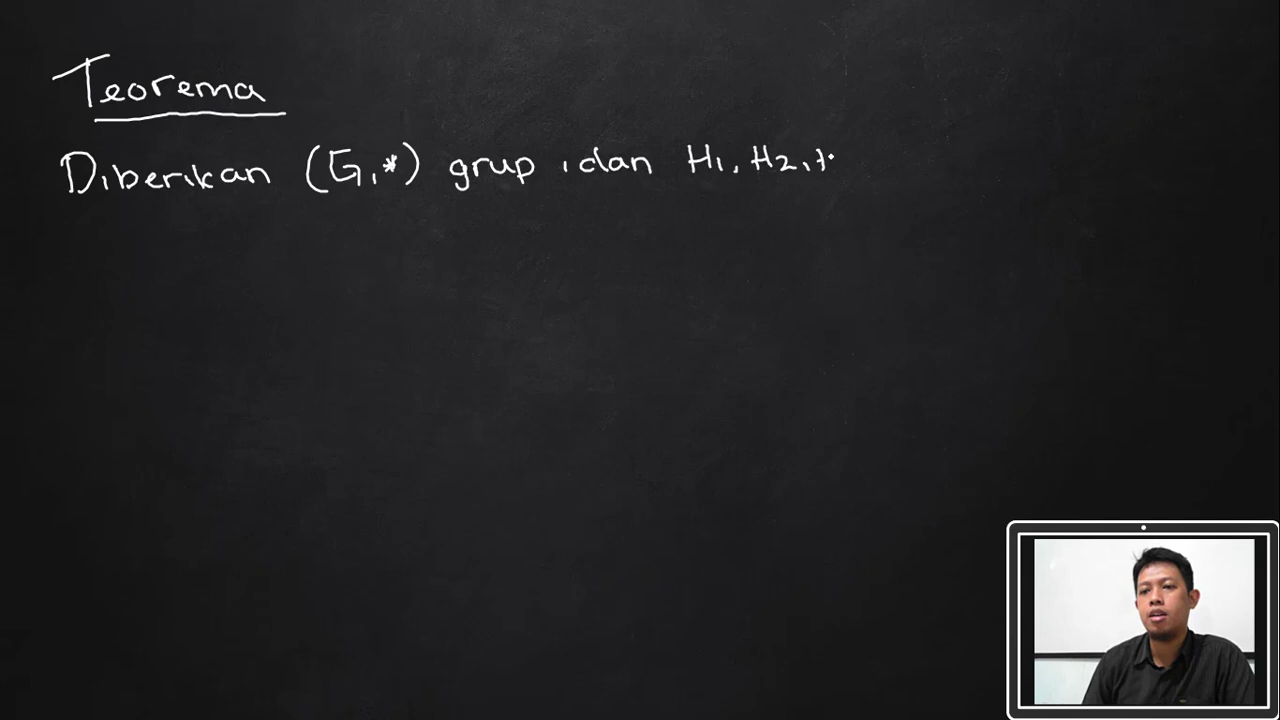 Teorema
Diberikan (G,*) grup, dan H₁, H₂,